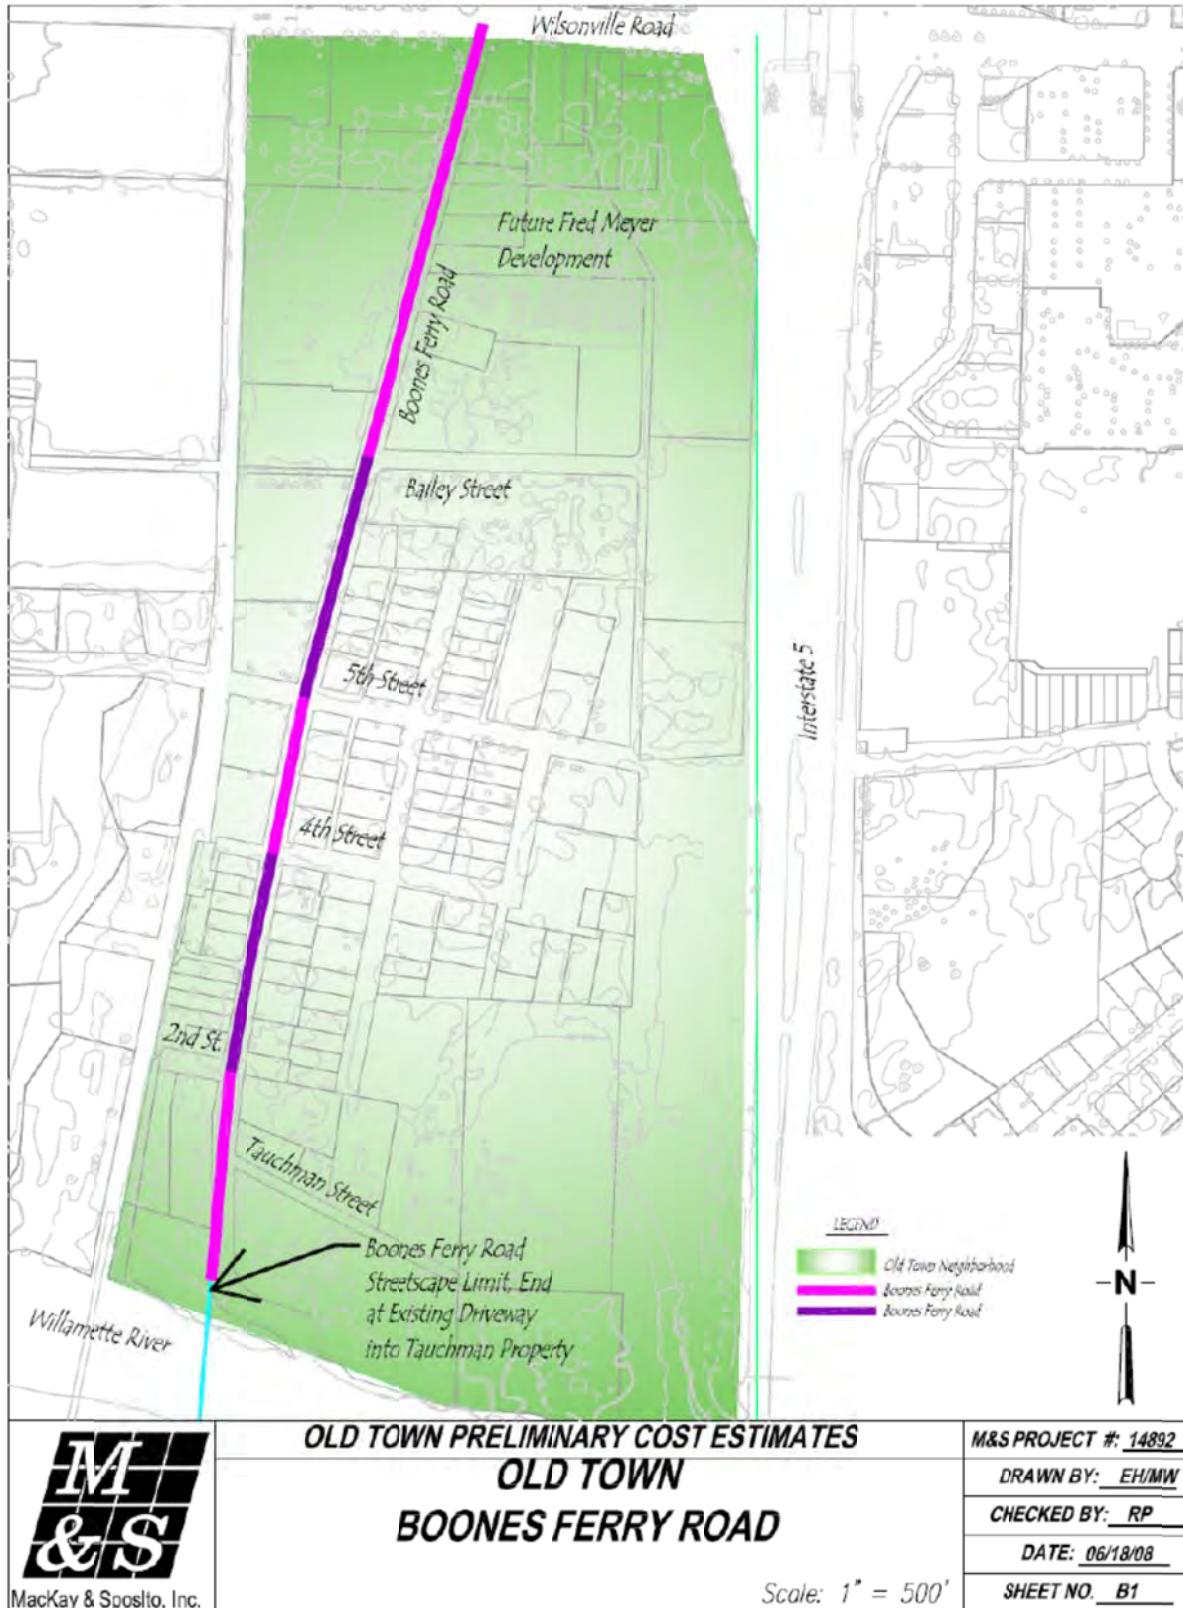 Wilsonville Road
Future Fred Meyer
Development
Boones Ferry Road
Bailey Street
5th Street
Interstate 5
4th Street
2nd St.
Tauchman Street
Boones Ferry Road
Streetscape Limit, End
at Existing Driveway
into Tauchman Property
Willamette River
LEGEND
Old Town Neighborhood
Boones Ferry Road
Boones Ferry Road
N
M
&S
MacKay & Sposito, Inc.
OLD TOWN PRELIMINARY COST ESTIMATES
OLD TOWN
BOONES FERRY ROAD
Scale: 1" = 500'
M&S PROJECT #: 14892
DRAWN BY: EH/MW
CHECKED BY: RP
DATE: 06/18/08
SHEET NO. B1